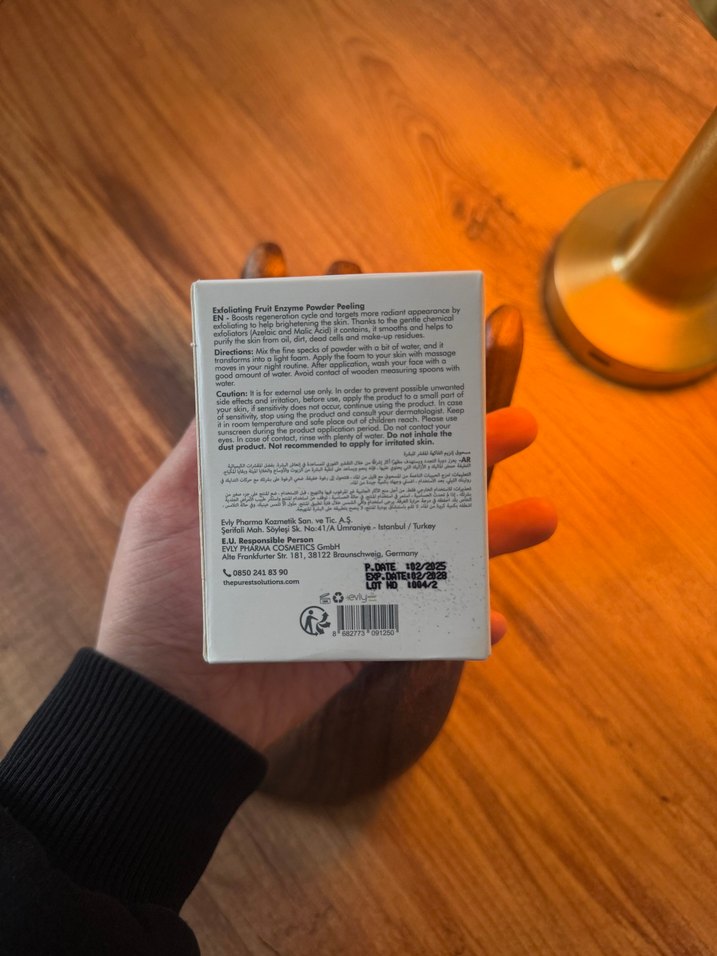 Exfoliating Fruit Enzyme Powder Peeling
EN - Boosts regeneration cycle and targets more radiant appearance by
exfoliating to help brightening the skin. Thanks to the gentle chemical
exfoliators (Azelaic and Malic Acid) it contains, it smooths and helps to
purify the skin from oil, dirt, dead cells and make-up residues.
Directions: Mix the fine specks of powder with a bit of water, and it
transforms into a light foam. Apply the foam to your skin with massage
moves in your night routine. After application, wash your face with a
good amount of water. Avoid contact of wooden measuring spoons with
water.
Caution: It is for external use only. In order to prevent possible unwanted
side effects and irritation, before use, apply the product to a small part of
your skin, if sensitivity does not occur, continue using the product. In case
of sensitivity, stop using the product and consult your dermatologist. Keep
it in room temperature and safe place out of children reach. Please use
sunscreen during the product application period. Do not contact your
eyes. In case of contact, rinse with plenty of water. Do not inhale the
dust product. Not recommended to apply for irritated skin.
مسحوق إنزيم الفاكهة لتقشير البشرة
Evly Pharma Kozmetik San. ve Tic. A.Ş.
Şerifali Mah. Söyleşi Sk. No:41/A Ümraniye - Istanbul / Turkey
E.U. Responsible Person
EVLY PHARMA COSMETICS GmbH
Alte Frankfurter Str. 181, 38122 Braunschweig, Germany
0850 241 83 90
thepurestsolutions.com
P.DATE :02/2025
EXP.DATE:02/2028
LOT NO :004/2
evly
8 682773 091250